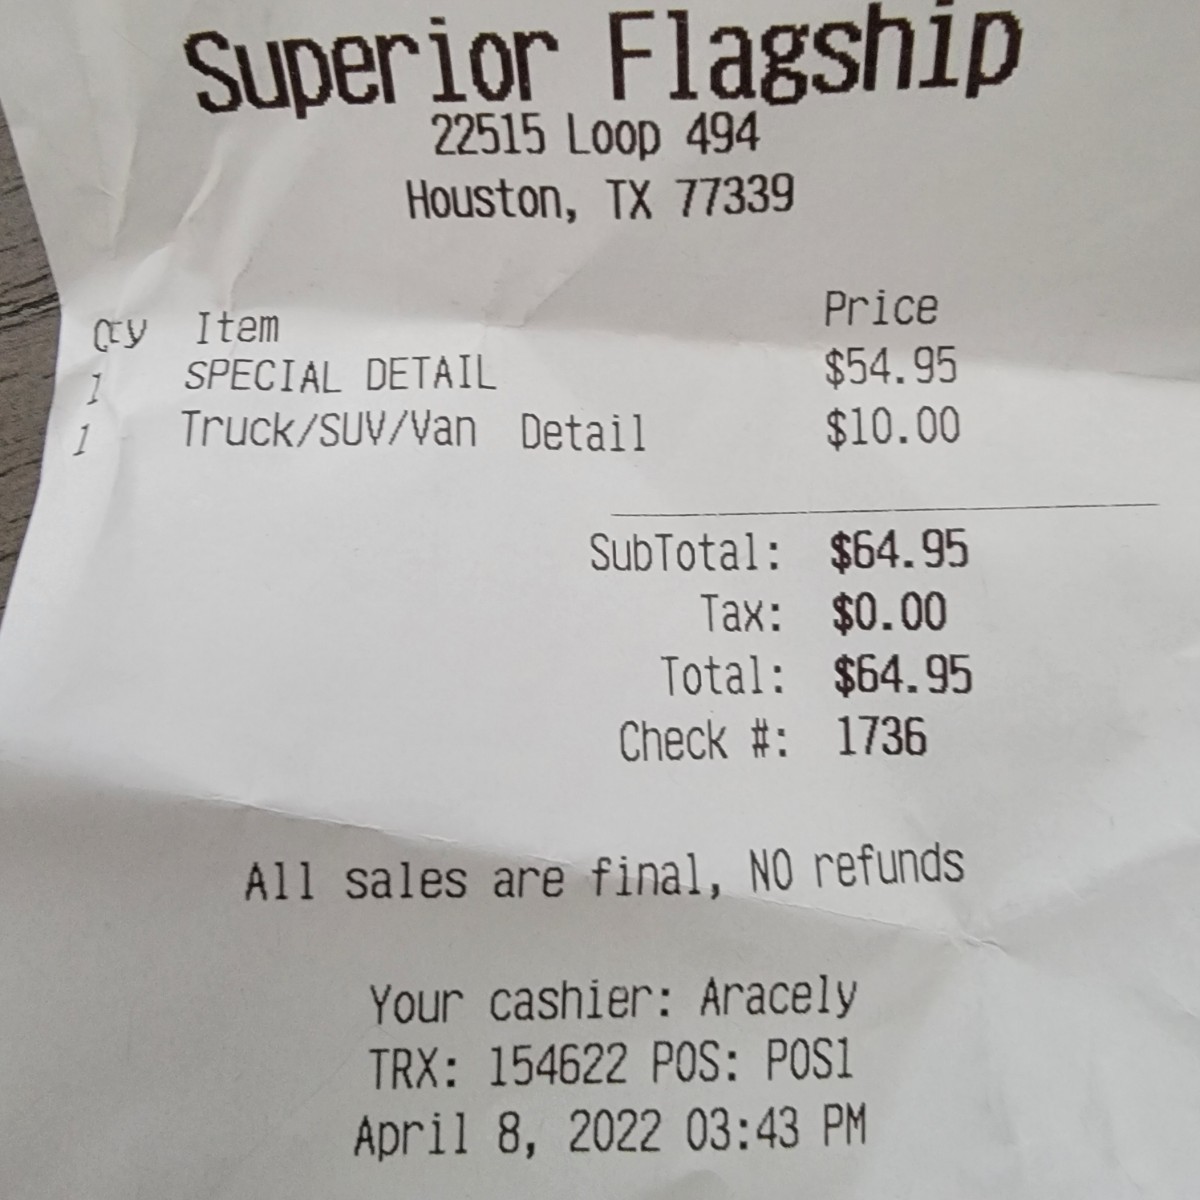 Superior Flagship
22515 Loop 494
Houston, TX 77339
Qty Item Price
1 SPECIAL DETAIL $54.95
1 Truck/SUV/Van Detail $10.00
SubTotal: $64.95
Tax: $0.00
Total: $64.95
Check #: 1736
All sales are final, NO refunds
Your cashier: Aracely
TRX: 154622 POS: POS1
April 8, 2022 03:43 PM